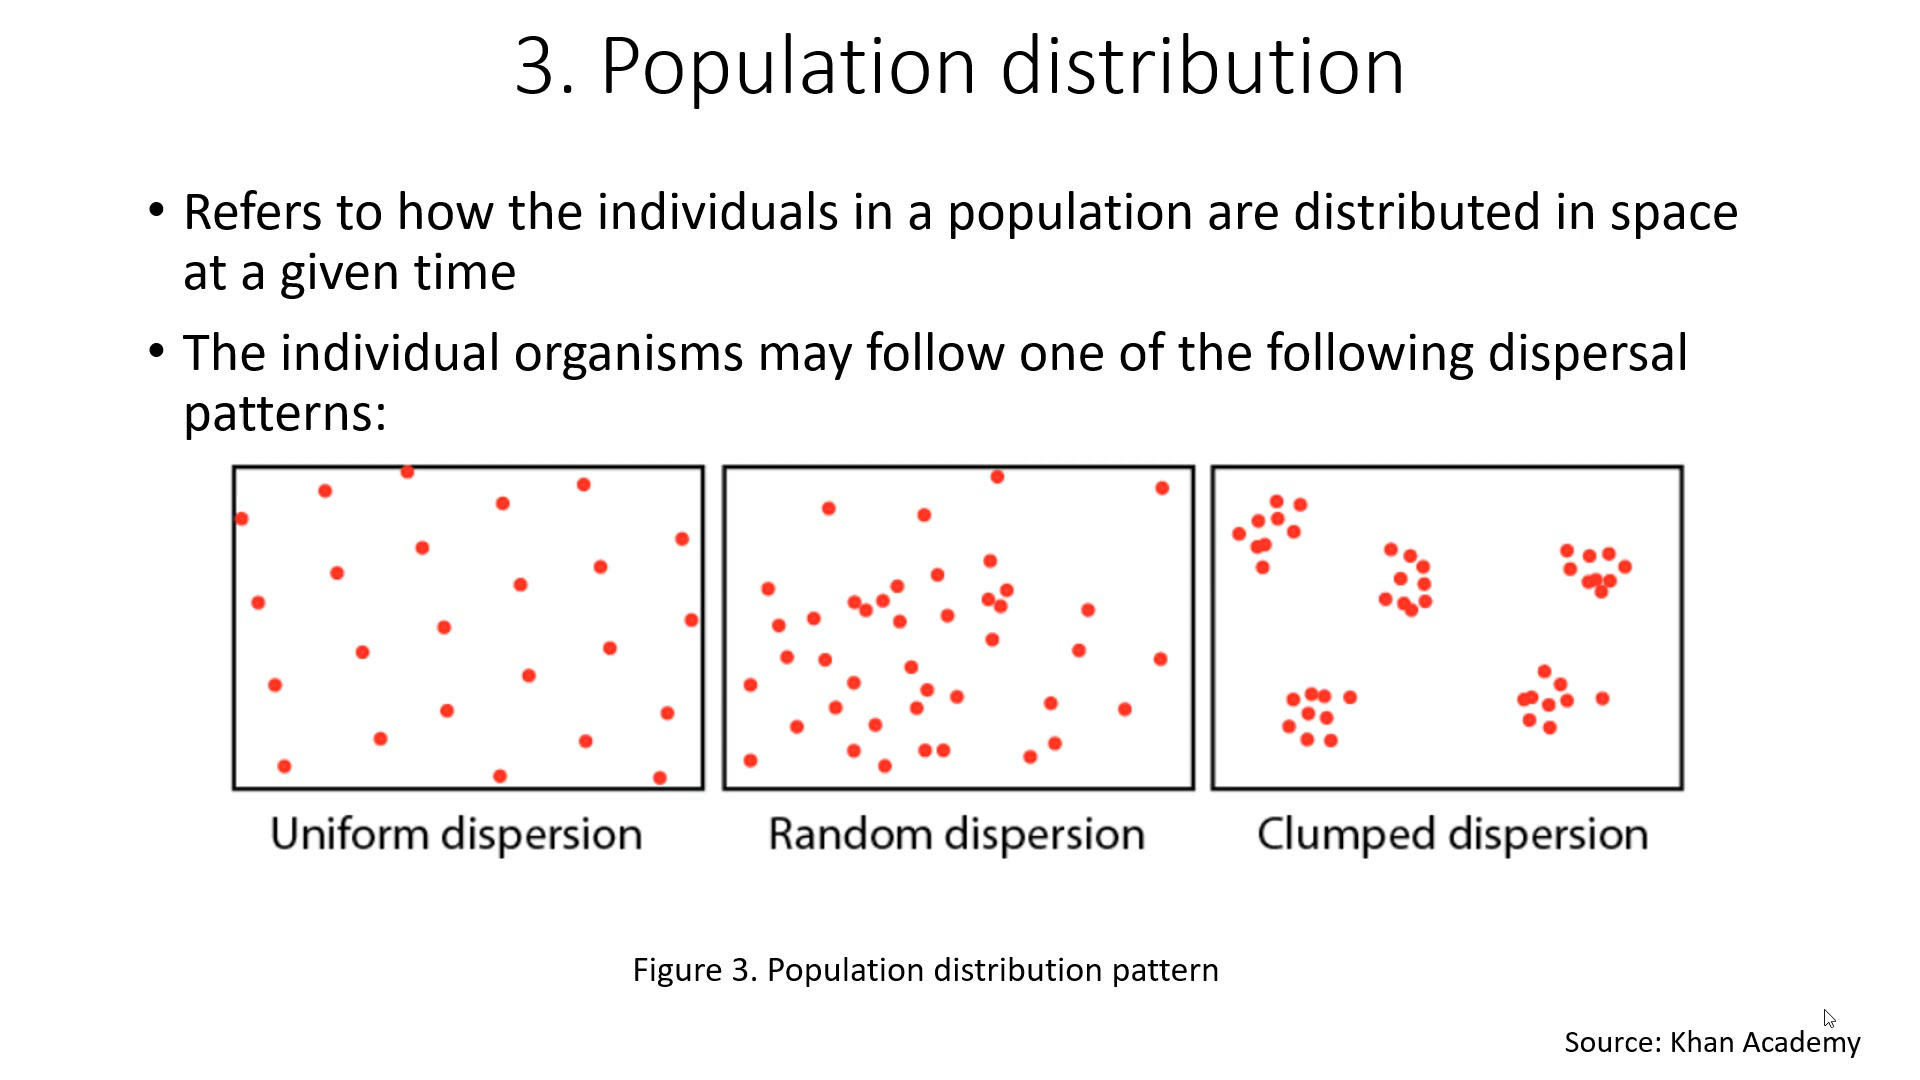 3. Population distribution
• Refers to how the individuals in a population are distributed in space
at a given time
• The individual organisms may follow one of the following dispersal
patterns:
Uniform dispersion
Random dispersion
Clumped dispersion
Figure 3. Population distribution pattern
Source: Khan Academy